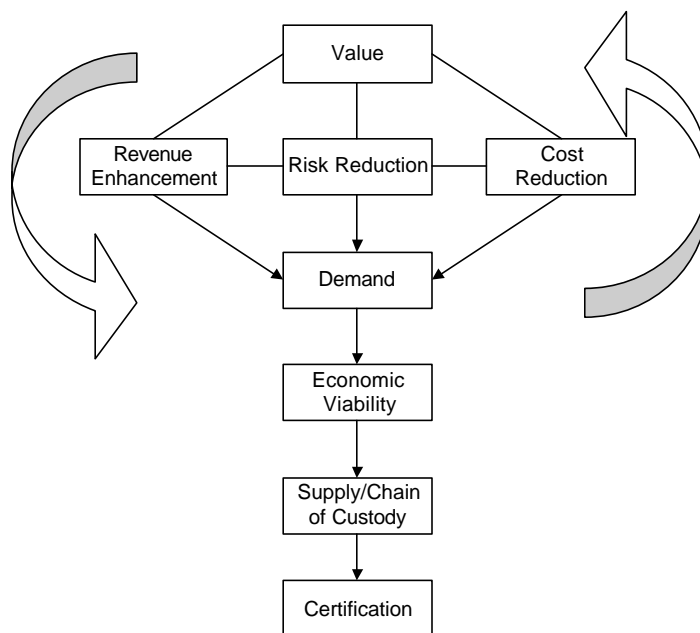 Value
Revenue
Enhancement
Risk Reduction
Cost
Reduction
Demand
Economic
Viability
Supply/Chain
of Custody
Certification